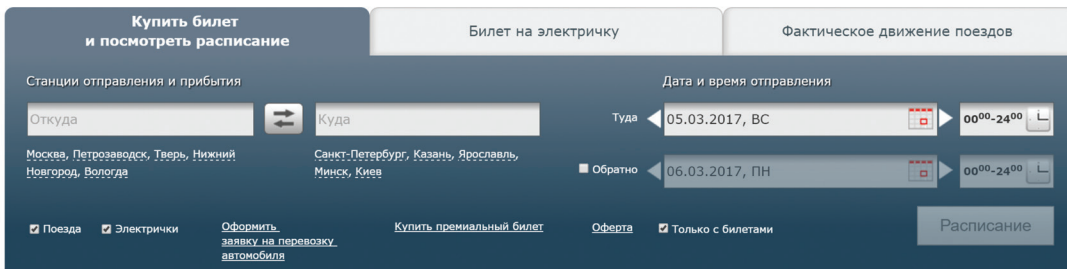 Купить билет
и посмотреть расписание
Билет на электричку
Фактическое движение поездов
Станции отправления и прибытия
Дата и время отправления
Откуда
Куда
Туда
05.03.2017, ВС
00⁰⁰-24⁰⁰
Москва, Петрозаводск, Тверь, Нижний
Новгород, Вологда
Санкт-Петербург, Казань, Ярославль,
Минск, Киев
Обратно
06.03.2017, ПН
00⁰⁰-24⁰⁰
Поезда
Электрички
Оформить
заявку на перевозку
автомобиля
Купить премиальный билет
Оферта
Только с билетами
Расписание